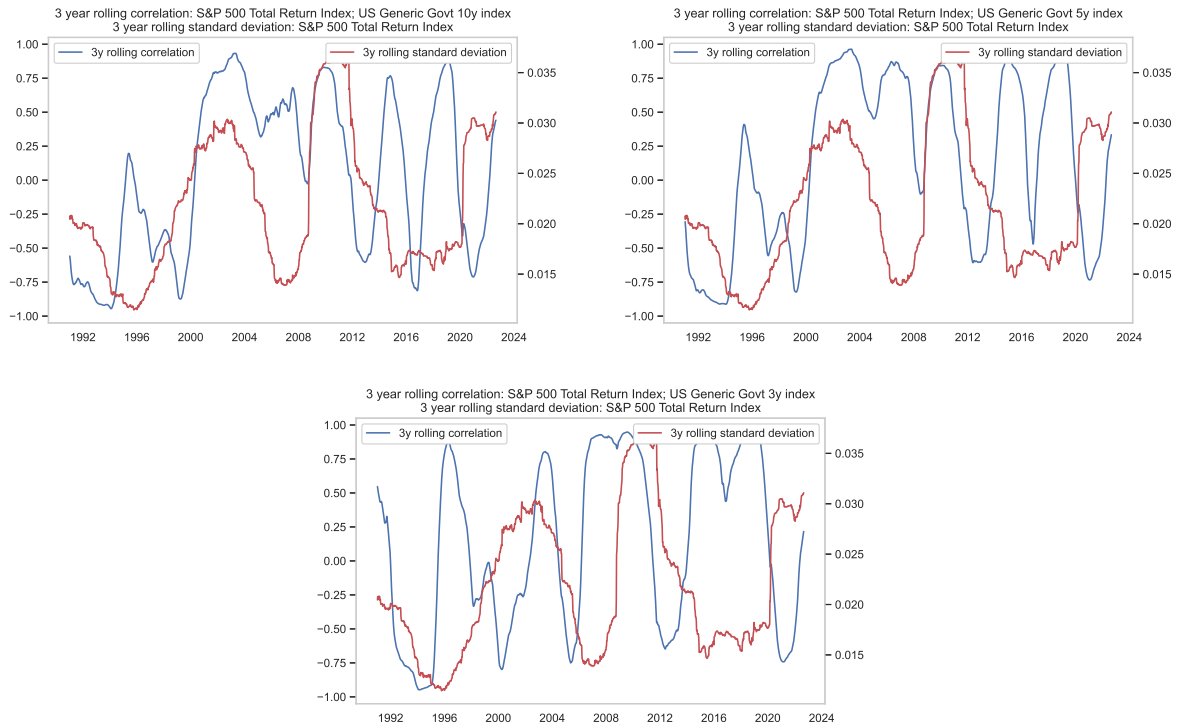 3 year rolling correlation: S&P 500 Total Return Index; US Generic Govt 10y index
3 year rolling standard deviation: S&P 500 Total Return Index
3y rolling correlation
3y rolling standard deviation
1.00
0.75
0.50
0.25
0.00
−0.25
−0.50
−0.75
−1.00
0.035
0.030
0.025
0.020
0.015
1992 1996 2000 2004 2008 2012 2016 2020 2024
3 year rolling correlation: S&P 500 Total Return Index; US Generic Govt 5y index
3 year rolling standard deviation: S&P 500 Total Return Index
3y rolling correlation
3y rolling standard deviation
1.00
0.75
0.50
0.25
0.00
−0.25
−0.50
−0.75
−1.00
0.035
0.030
0.025
0.020
0.015
1992 1996 2000 2004 2008 2012 2016 2020 2024
3 year rolling correlation: S&P 500 Total Return Index; US Generic Govt 3y index
3 year rolling standard deviation: S&P 500 Total Return Index
3y rolling correlation
3y rolling standard deviation
1.00
0.75
0.50
0.25
0.00
−0.25
−0.50
−0.75
−1.00
0.035
0.030
0.025
0.020
0.015
1992 1996 2000 2004 2008 2012 2016 2020 2024